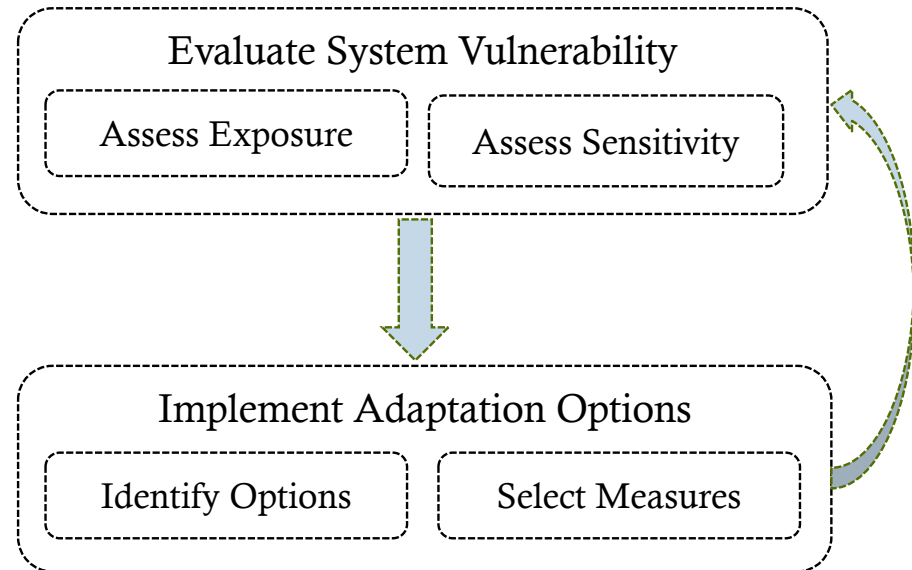 Evaluate System Vulnerability
Assess Exposure
Assess Sensitivity
Implement Adaptation Options
Identify Options
Select Measures